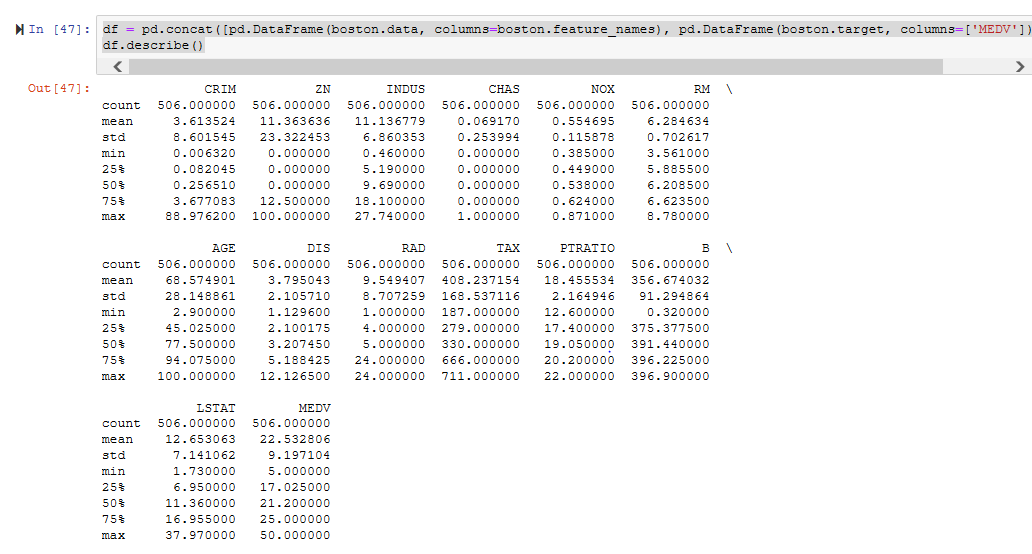 In [47]: df = pd.concat([pd.DataFrame(boston.data, columns=boston.feature_names), pd.DataFrame(boston.target, columns=['MEDV'])
df.describe()
Out[47]: CRIM ZN INDUS CHAS NOX RM \
count 506.000000 506.000000 506.000000 506.000000 506.000000 506.000000
mean 3.613524 11.363636 11.136779 0.069170 0.554695 6.284634
std 8.601545 23.322453 6.860353 0.253994 0.115878 0.702617
min 0.006320 0.000000 0.460000 0.000000 0.385000 3.561000
25% 0.082045 0.000000 5.190000 0.000000 0.449000 5.885500
50% 0.256510 0.000000 9.690000 0.000000 0.538000 6.208500
75% 3.677083 12.500000 18.100000 0.000000 0.624000 6.623500
max 88.976200 100.000000 27.740000 1.000000 0.871000 8.780000
AGE DIS RAD TAX PTRATIO B \
count 506.000000 506.000000 506.000000 506.000000 506.000000 506.000000
mean 68.574901 3.795043 9.549407 408.237154 18.455534 356.674032
std 28.148861 2.105710 8.707259 168.537116 2.164946 91.294864
min 2.900000 1.129600 1.000000 187.000000 12.600000 0.320000
25% 45.025000 2.100175 4.000000 279.000000 17.400000 375.377500
50% 77.500000 3.207450 5.000000 330.000000 19.050000 391.440000
75% 94.075000 5.188425 24.000000 666.000000 20.200000 396.225000
max 100.000000 12.126500 24.000000 711.000000 22.000000 396.900000
LSTAT MEDV
count 506.000000 506.000000
mean 12.653063 22.532806
std 7.141062 9.197104
min 1.730000 5.000000
25% 6.950000 17.025000
50% 11.360000 21.200000
75% 16.955000 25.000000
max 37.970000 50.000000